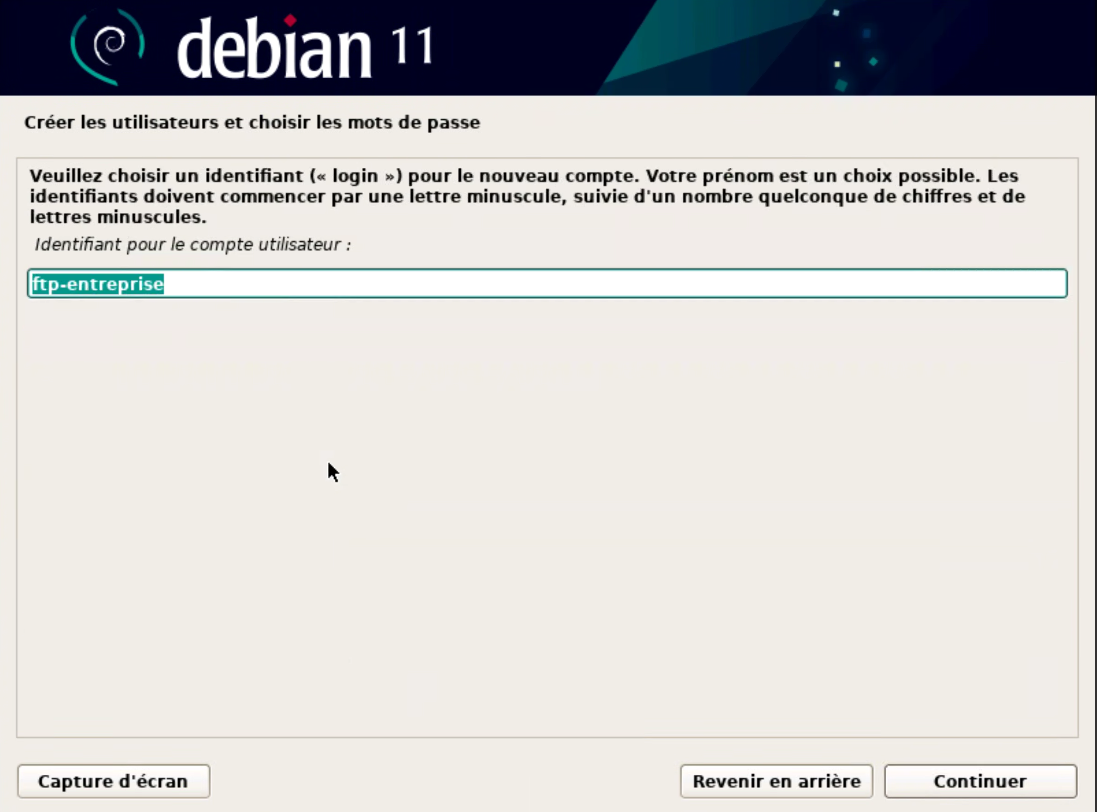 debian 11
Créer les utilisateurs et choisir les mots de passe
Veuillez choisir un identifiant (« login ») pour le nouveau compte. Votre prénom est un choix possible. Les
identifiants doivent commencer par une lettre minuscule, suivie d'un nombre quelconque de chiffres et de
lettres minuscules.
Identifiant pour le compte utilisateur :
ftp-entreprise
Capture d'écran
Revenir en arrière
Continuer